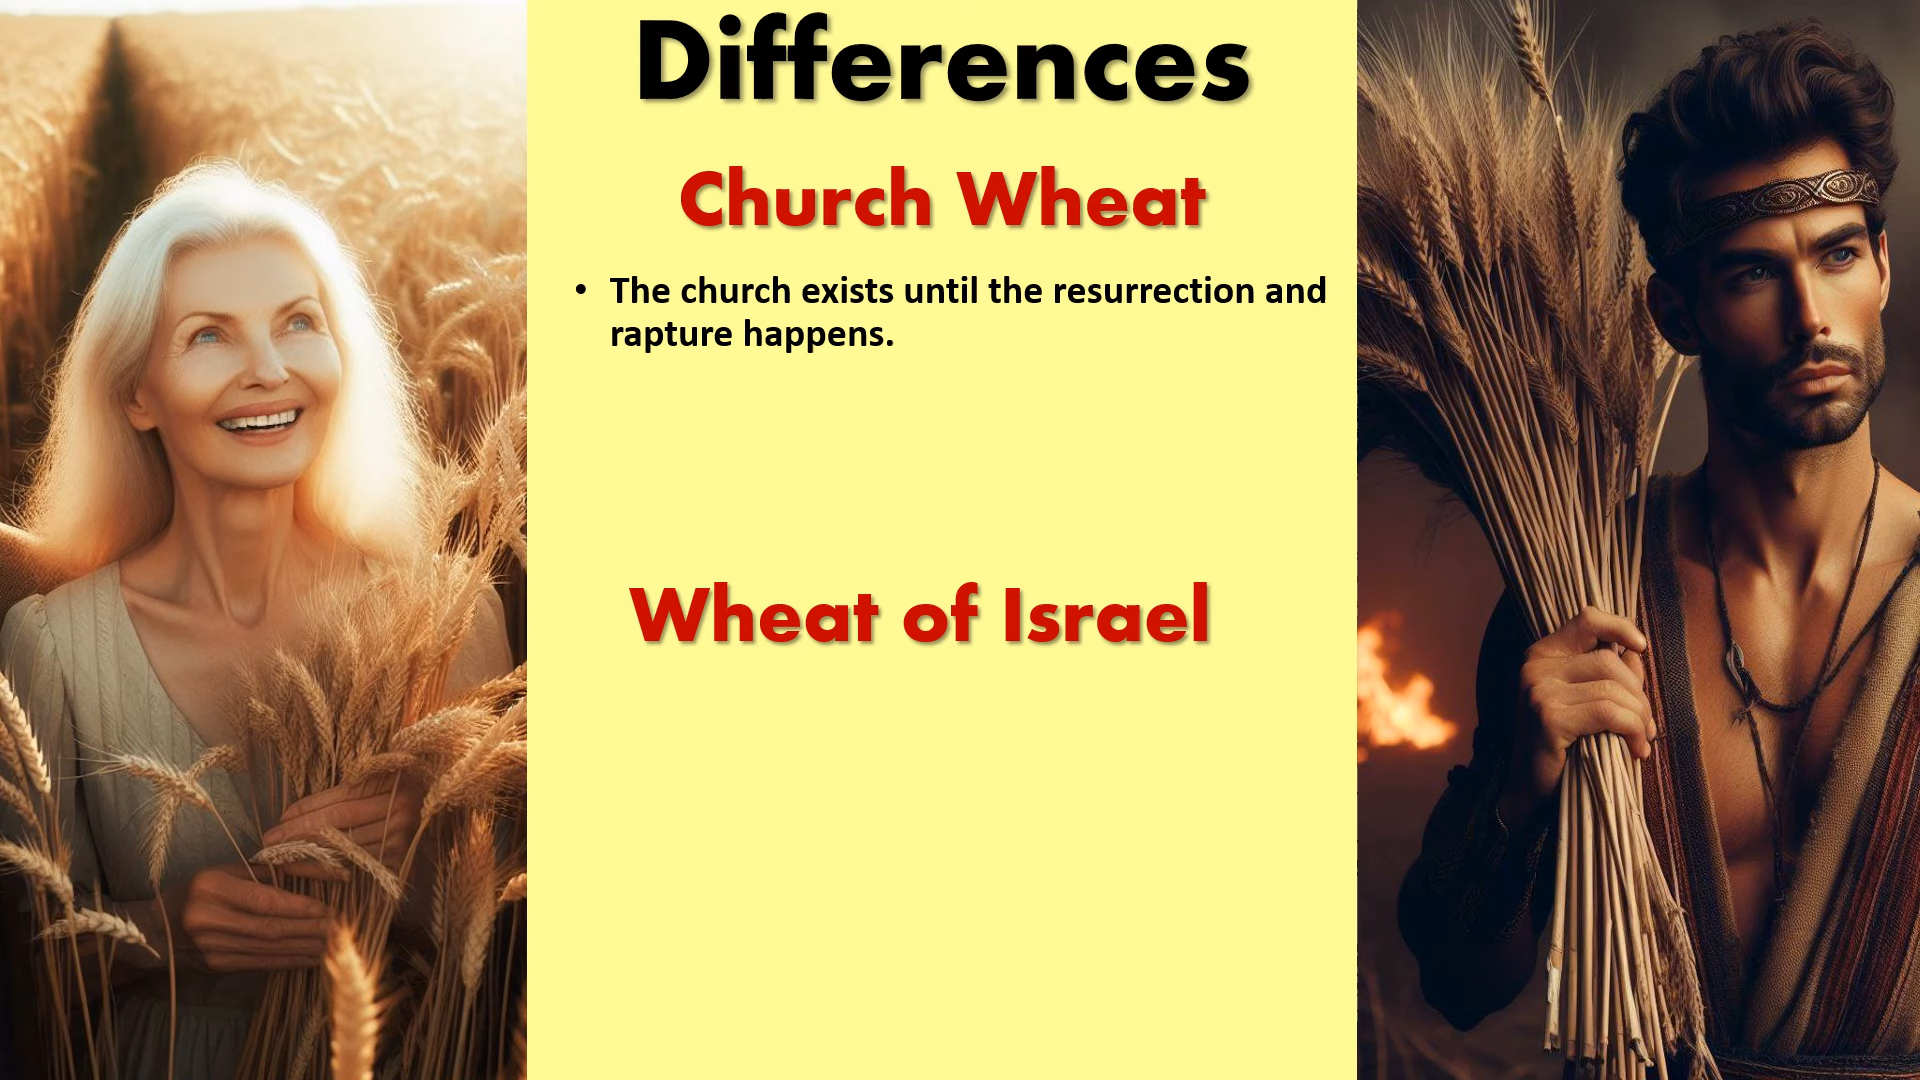 Differences
Church Wheat
• The church exists until the resurrection and
rapture happens.
Wheat of Israel